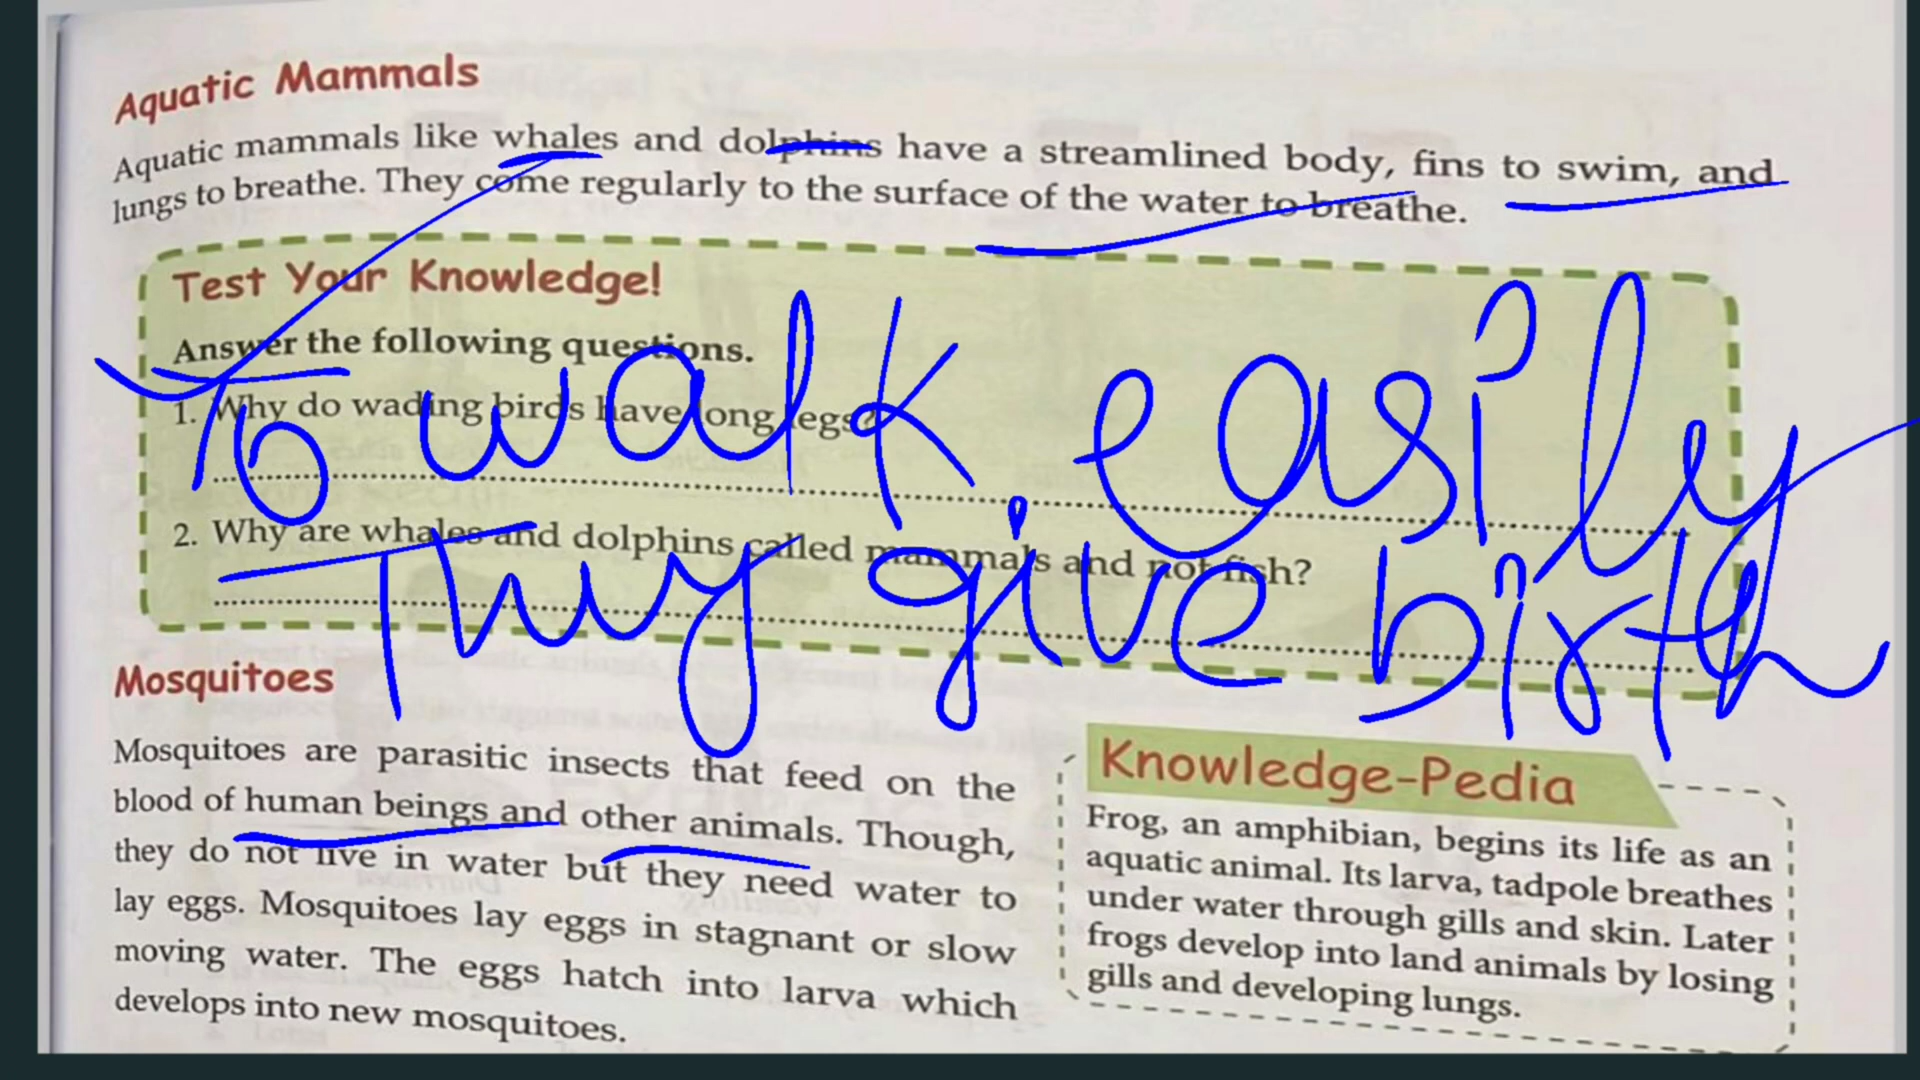 Aquatic Mammals
Aquatic mammals like whales and dolphins have a streamlined body, fins to swim, and
lungs to breathe. They come regularly to the surface of the water to breathe.
Test Your Knowledge!
Answer the following questions.
1. Why do wading birds have long legs?
To walk easily
2. Why are whales and dolphins called mammals and not fish?
They give birth
Mosquitoes
Mosquitoes are parasitic insects that feed on the
blood of human beings and other animals. Though,
they do not live in water but they need water to
lay eggs. Mosquitoes lay eggs in stagnant or slow
moving water. The eggs hatch into larva which
develops into new mosquitoes.
Knowledge-Pedia
Frog, an amphibian, begins its life as an
aquatic animal. Its larva, tadpole breathes
under water through gills and skin. Later
frogs develop into land animals by losing
gills and developing lungs.